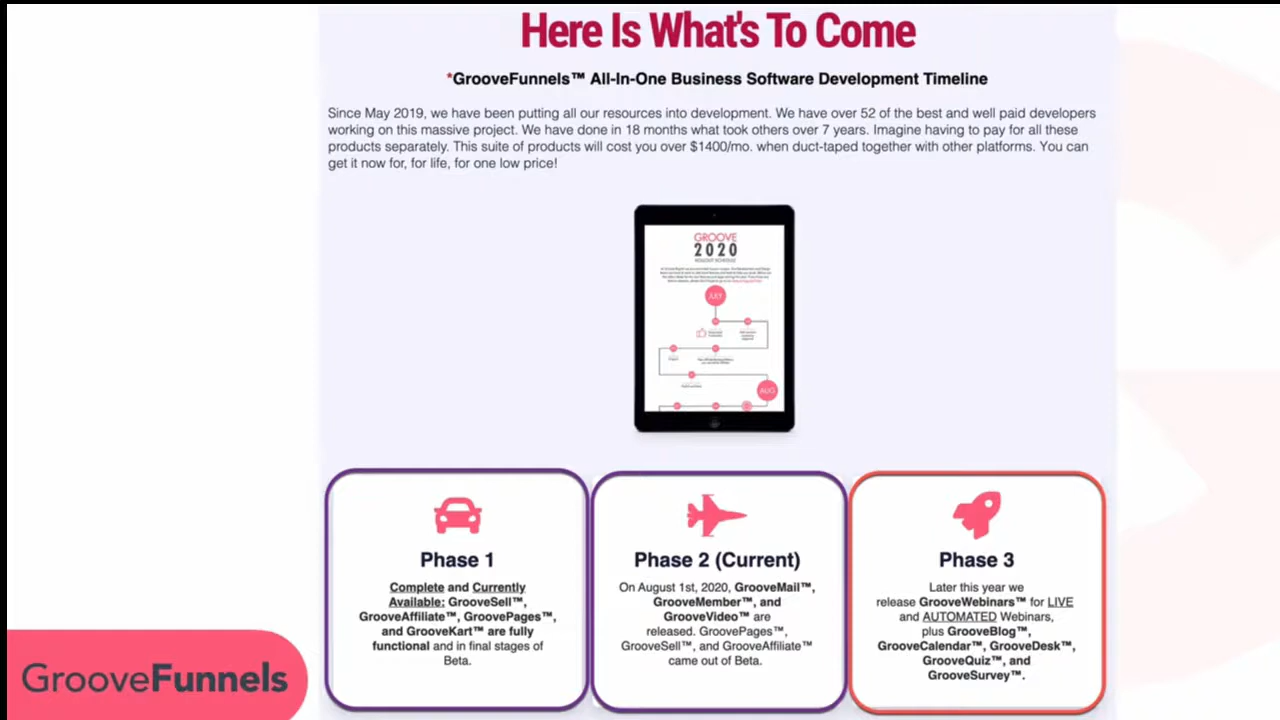 Here Is What's To Come
*GrooveFunnels™ All-In-One Business Software Development Timeline
Since May 2019, we have been putting all our resources into development. We have over 52 of the best and well paid developers
working on this massive project. We have done in 18 months what took others over 7 years. Imagine having to pay for all these
products separately. This suite of products will cost you over $1400/mo. when duct-taped together with other platforms. You can
get it now for, for life, for one low price!
GROOVE
2020
JULY
AUG
Phase 1
Complete and Currently
Available: GrooveSell™,
GrooveAffiliate™, GroovePages™,
and GrooveKart™ are fully
functional and in final stages of
Beta.
Phase 2 (Current)
On August 1st, 2020, GrooveMail™,
GrooveMember™, and
GrooveVideo™ are
released. GroovePages™,
GrooveSell™, and GrooveAffiliate™
came out of Beta.
Phase 3
Later this year we
release GrooveWebinars™ for LIVE
and AUTOMATED Webinars,
plus GrooveBlog™,
GrooveCalendar™, GrooveDesk™,
GrooveQuiz™, and
GrooveSurvey™.
GrooveFunnels